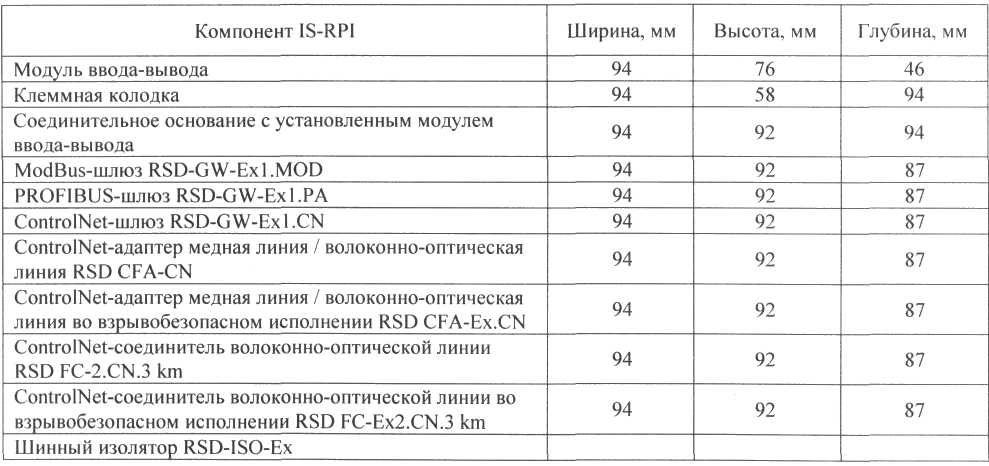 Компонент IS-RPI Ширина, мм Высота, мм Глубина, мм
Модуль ввода-вывода 94 76 46
Клеммная колодка 94 58 94
Соединительное основание с установленным модулем
ввода-вывода 94 92 94
ModBus-шлюз RSD-GW-Ex1.MOD 94 92 87
PROFIBUS-шлюз RSD-GW-Ex1.PA 94 92 87
ControlNet-шлюз RSD-GW-Ex1.CN 94 92 87
ControlNet-адаптер медная линия / волоконно-оптическая
линия RSD CFA-CN 94 92 87
ControlNet-адаптер медная линия / волоконно-оптическая
линия во взрывобезопасном исполнении RSD CFA-Ex.CN 94 92 87
ControlNet-соединитель волоконно-оптической линии
RSD FC-2.CN.3 km 94 92 87
ControlNet-соединитель волоконно-оптической линии во
взрывобезопасном исполнении RSD FC-Ex2.CN.3 km 94 92 87
Шинный изолятор RSD-ISO-Ex